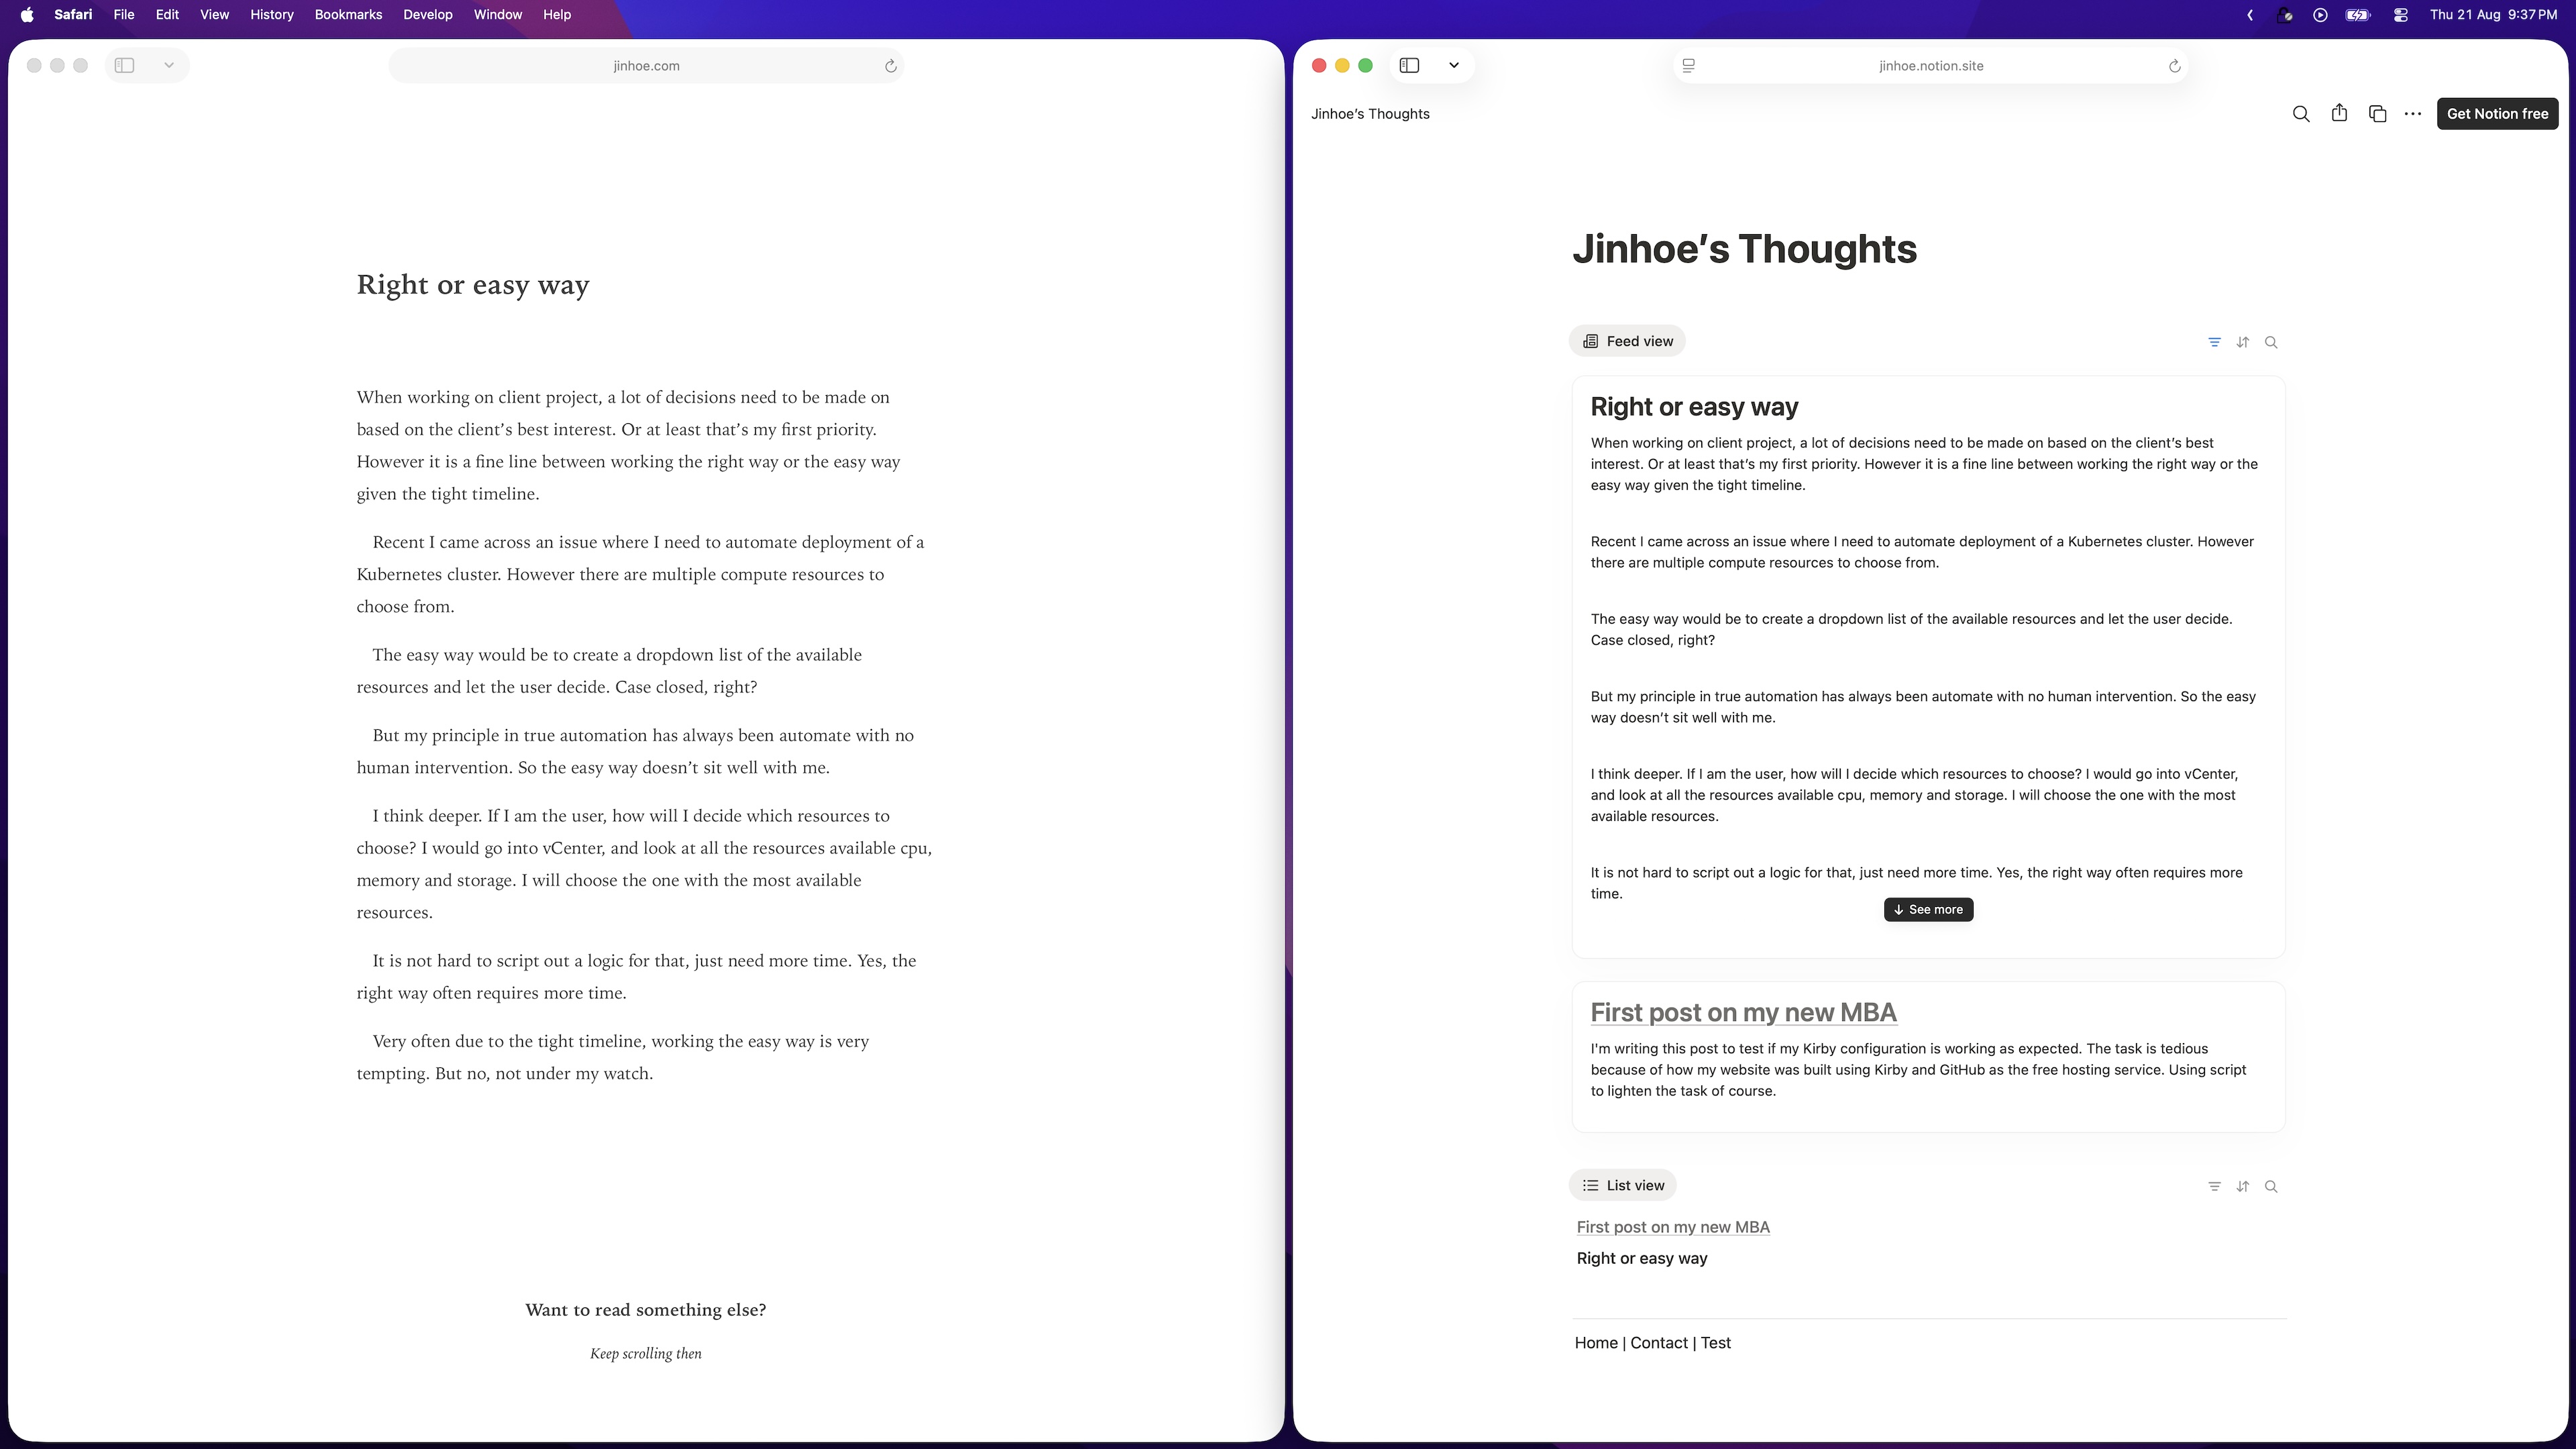 Safari File Edit View History Bookmarks Develop Window Help
Thu 21 Aug 9:37 PM
jinhoe.com
Right or easy way
When working on client project, a lot of decisions need to be made on
based on the client’s best interest. Or at least that’s my first priority.
However it is a fine line between working the right way or the easy way
given the tight timeline.
Recent I came across an issue where I need to automate deployment of a
Kubernetes cluster. However there are multiple compute resources to
choose from.
The easy way would be to create a dropdown list of the available
resources and let the user decide. Case closed, right?
But my principle in true automation has always been automate with no
human intervention. So the easy way doesn’t sit well with me.
I think deeper. If I am the user, how will I decide which resources to
choose? I would go into vCenter, and look at all the resources available cpu,
memory and storage. I will choose the one with the most available
resources.
It is not hard to script out a logic for that, just need more time. Yes, the
right way often requires more time.
Very often due to the tight timeline, working the easy way is very
tempting. But no, not under my watch.
Want to read something else?
Keep scrolling then
jinhoe.notion.site
Jinhoe’s Thoughts
Get Notion free
Jinhoe’s Thoughts
Feed view
Right or easy way
When working on client project, a lot of decisions need to be made on based on the client’s best
interest. Or at least that’s my first priority. However it is a fine line between working the right way or the
easy way given the tight timeline.
Recent I came across an issue where I need to automate deployment of a Kubernetes cluster. However
there are multiple compute resources to choose from.
The easy way would be to create a dropdown list of the available resources and let the user decide.
Case closed, right?
But my principle in true automation has always been automate with no human intervention. So the easy
way doesn’t sit well with me.
I think deeper. If I am the user, how will I decide which resources to choose? I would go into vCenter,
and look at all the resources available cpu, memory and storage. I will choose the one with the most
available resources.
It is not hard to script out a logic for that, just need more time. Yes, the right way often requires more
time.
See more
First post on my new MBA
I'm writing this post to test if my Kirby configuration is working as expected. The task is tedious
because of how my website was built using Kirby and GitHub as the free hosting service. Using script
to lighten the task of course.
List view
First post on my new MBA
Right or easy way
Home | Contact | Test